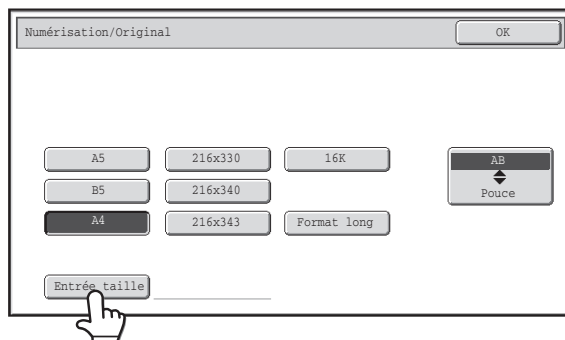 Numérisation/Original
OK
A5
216x330
16K
AB
B5
216x340
Pouce
A4
216x343
Format long
Entrée taille